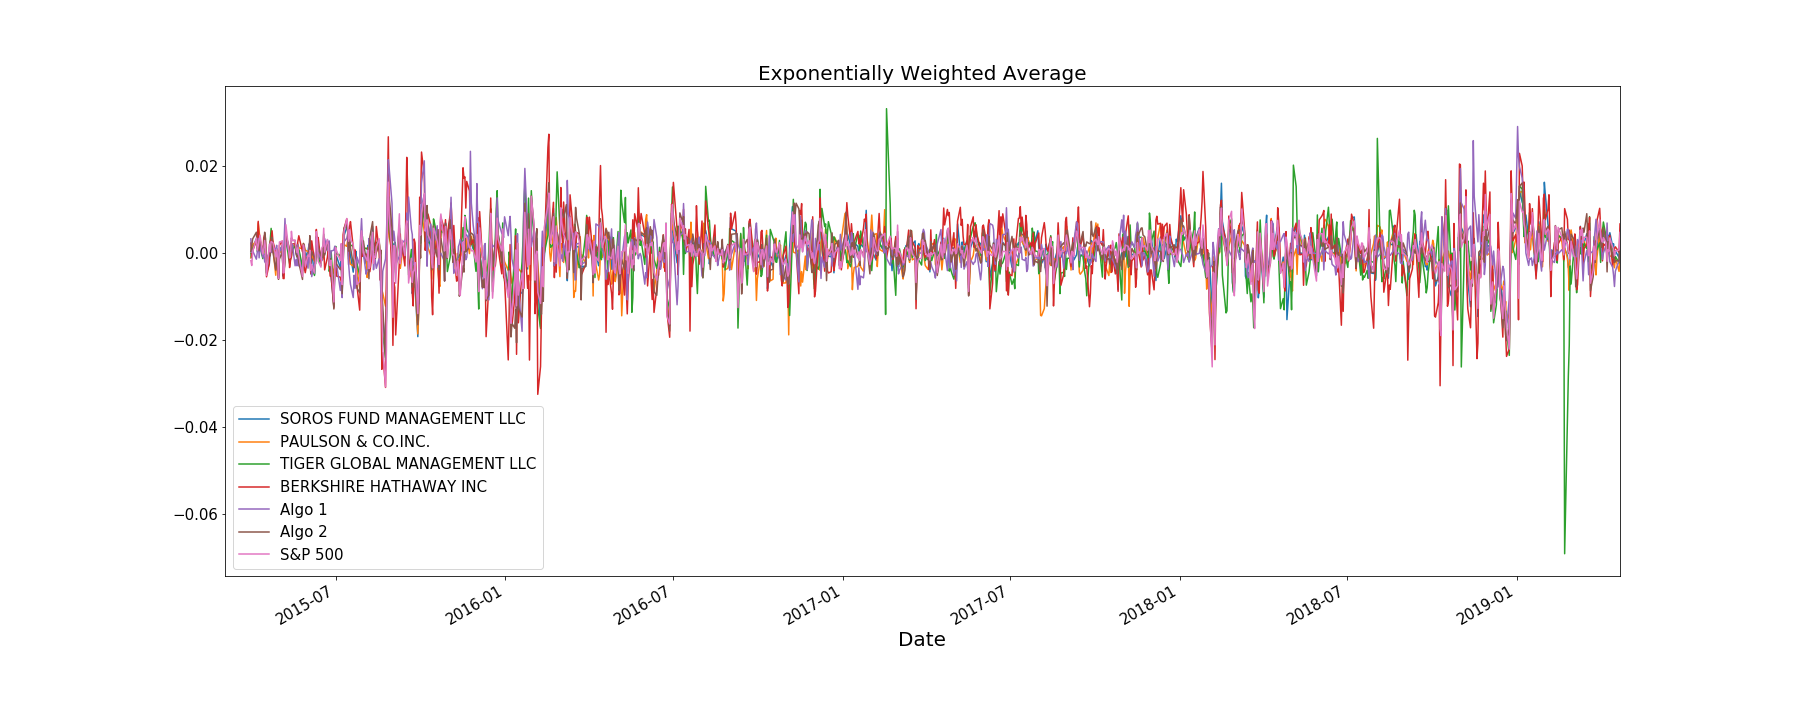 Exponentially Weighted Average
0.02
0.00
−0.02
−0.04
−0.06
SOROS FUND MANAGEMENT LLC
PAULSON & CO.INC.
TIGER GLOBAL MANAGEMENT LLC
BERKSHIRE HATHAWAY INC
Algo 1
Algo 2
S&P 500
2015-07
2016-01
2016-07
2017-01
2017-07
2018-01
2018-07
2019-01
Date